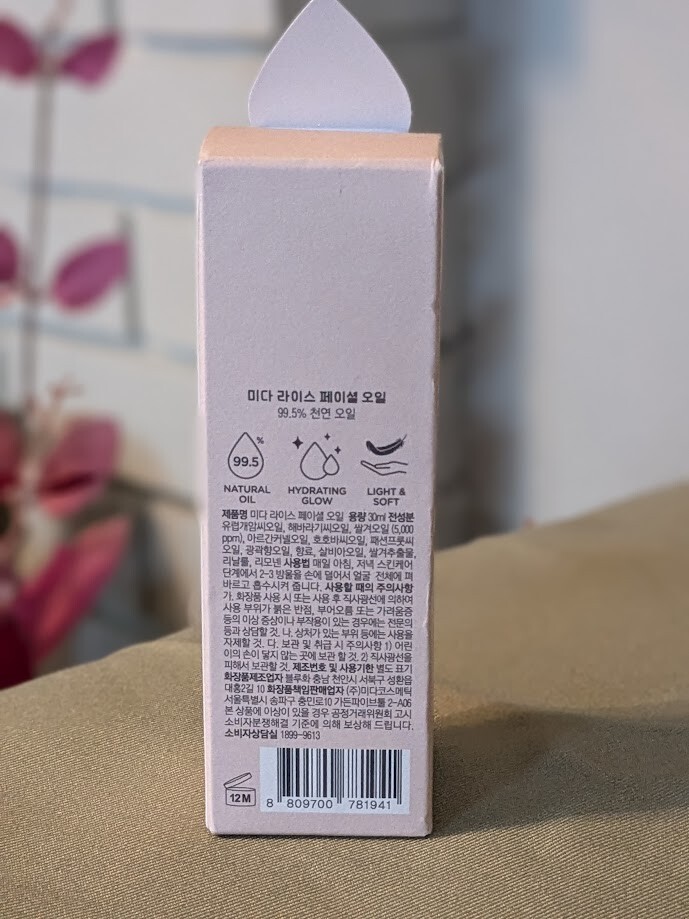 미다 라이스 페이셜 오일
99.5% 천연 오일
99.5 %
NATURAL OIL
HYDRATING GLOW
LIGHT & SOFT
제품명 미다 라이스 페이셜 오일 용량 30ml 전성분
유럽개암씨오일, 해바라기씨오일, 쌀겨오일 (5,000
ppm), 아르간커넬오일, 호호바씨오일, 패션프룻씨
오일, 광곽향오일, 향료, 살비아오일, 쌀겨추출물,
리날룰, 리모넨 사용법 매일 아침, 저녁 스킨케어
단계에서 2-3 방울을 손에 덜어서 얼굴 전체에 펴
바르고 흡수시켜 줍니다. 사용할 때의 주의사항
가. 화장품 사용 시 또는 사용 후 직사광선에 의하여
사용 부위가 붉은 반점, 부어오름 또는 가려움증
등의 이상 증상이나 부작용이 있는 경우에는 전문의
등과 상담할 것. 나. 상처가 있는 부위 등에는 사용을
자제할 것. 다. 보관 및 취급 시 주의사항 1) 어린
이의 손이 닿지 않는 곳에 보관 할 것. 2) 직사광선을
피해서 보관할 것. 제조번호 및 사용기한 별도 표기
화장품제조업자 블루화 충남 천안시 서북구 성환읍
대홍2길 10 화장품책임판매업자 (주)미다코스메틱
서울특별시 송파구 충민로10 가든파이브툴 2-A06
본 상품에 이상이 있을 경우 공정거래위원회 고시
소비자분쟁해결 기준에 의해 보상해 드립니다.
소비자상담실 1899-9613
12M
8 809700 781941